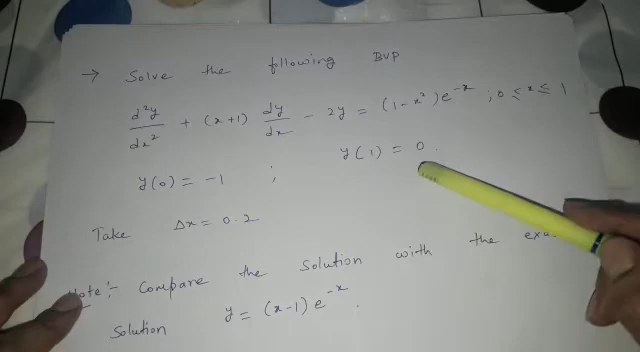 → Solve the following BVP
d²y/dx² + (x+1) dy/dx - 2y = (1-x²)e^-x ; 0 ≤ x ≤ 1
y(0) = -1 ; y(1) = 0.
Take Δx = 0.2
Note:- Compare the solution with the
solution y = (x-1) e^-x.